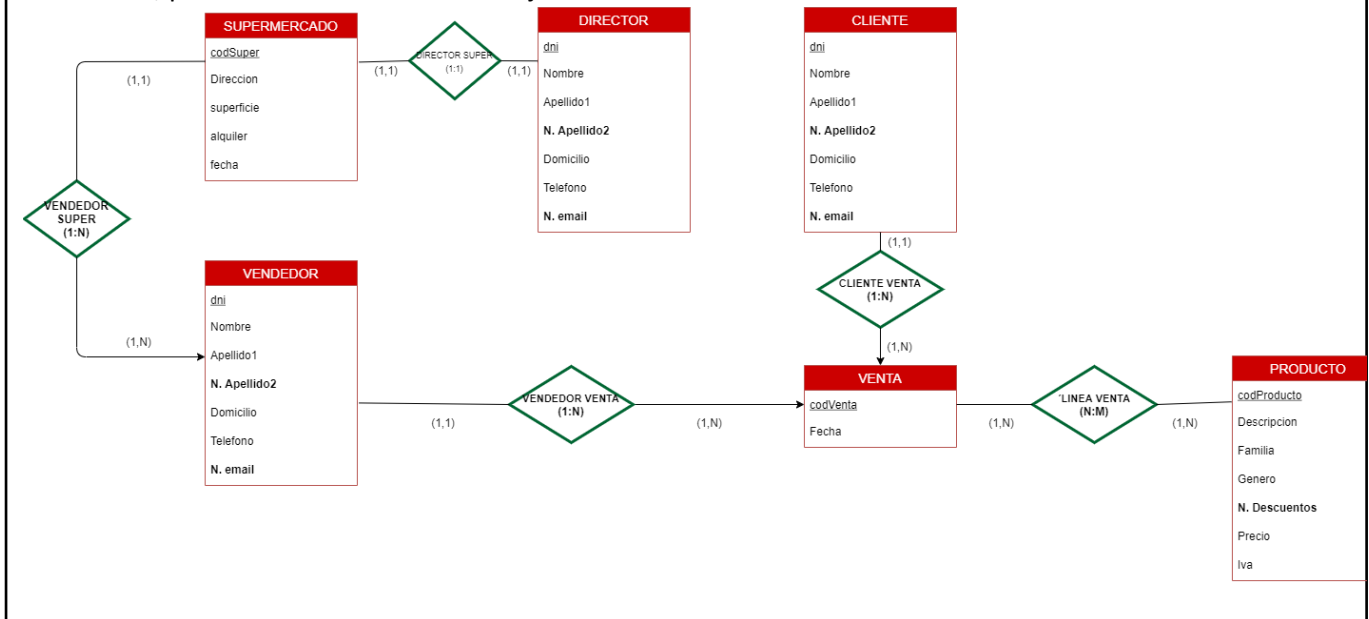 SUPERMERCADO
codSuper
Direccion
superficie
alquiler
fecha
(1,1)
DIRECTOR SUPER
(1:1)
(1,1)
DIRECTOR
dni
Nombre
Apellido1
N. Apellido2
Domicilio
Telefono
N. email
CLIENTE
dni
Nombre
Apellido1
N. Apellido2
Domicilio
Telefono
N. email
(1,1)
VENDEDOR
SUPER
(1:N)
(1,N)
(1,1)
CLIENTE VENTA
(1:N)
(1,N)
VENDEDOR
dni
Nombre
Apellido1
N. Apellido2
Domicilio
Telefono
N. email
(1,1)
VENDEDOR VENTA
(1:N)
(1,N)
VENTA
codVenta
Fecha
(1,N)
LINEA VENTA
(N:M)
(1,N)
PRODUCTO
codProducto
Descripcion
Familia
Genero
N. Descuentos
Precio
Iva